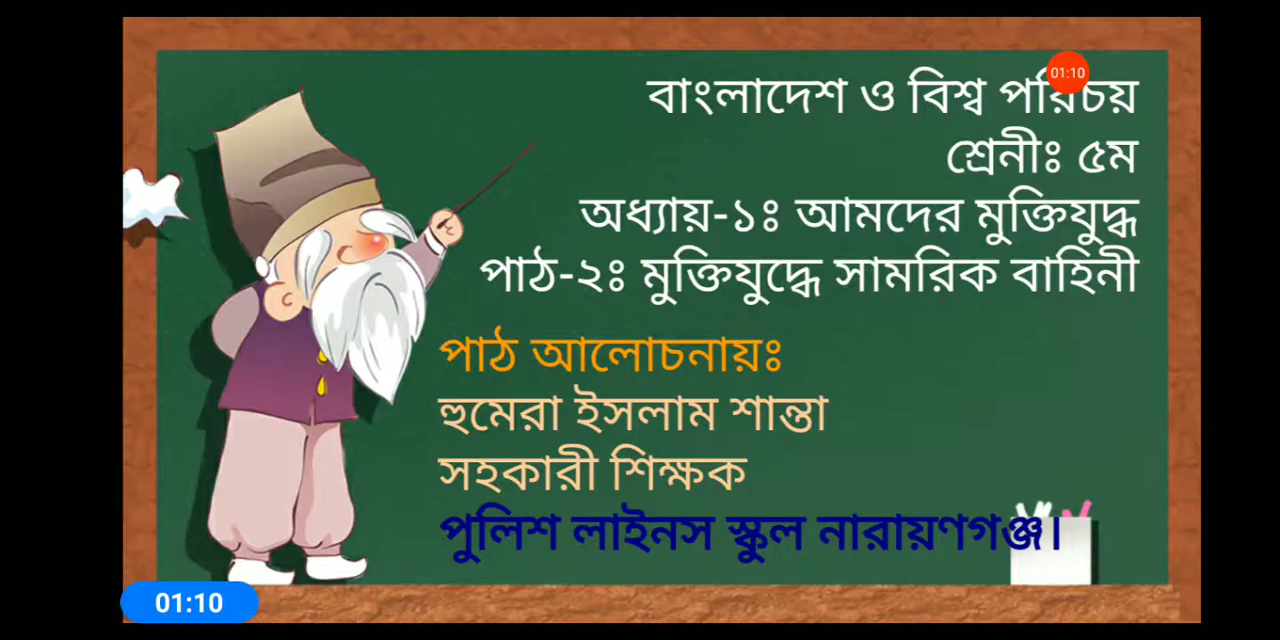 01:10
বাংলাদেশ ও বিশ্ব পরিচয়
শ্রেনীঃ ৫ম
অধ্যায়-১ঃ আমদের মুক্তিযুদ্ধ
পাঠ-২ঃ মুক্তিযুদ্ধে সামরিক বাহিনী
পাঠ আলোচনায়ঃ
হুমেরা ইসলাম শান্তা
সহকারী শিক্ষক
পুলিশ লাইনস স্কুল নারায়ণগঞ্জ।
01:10